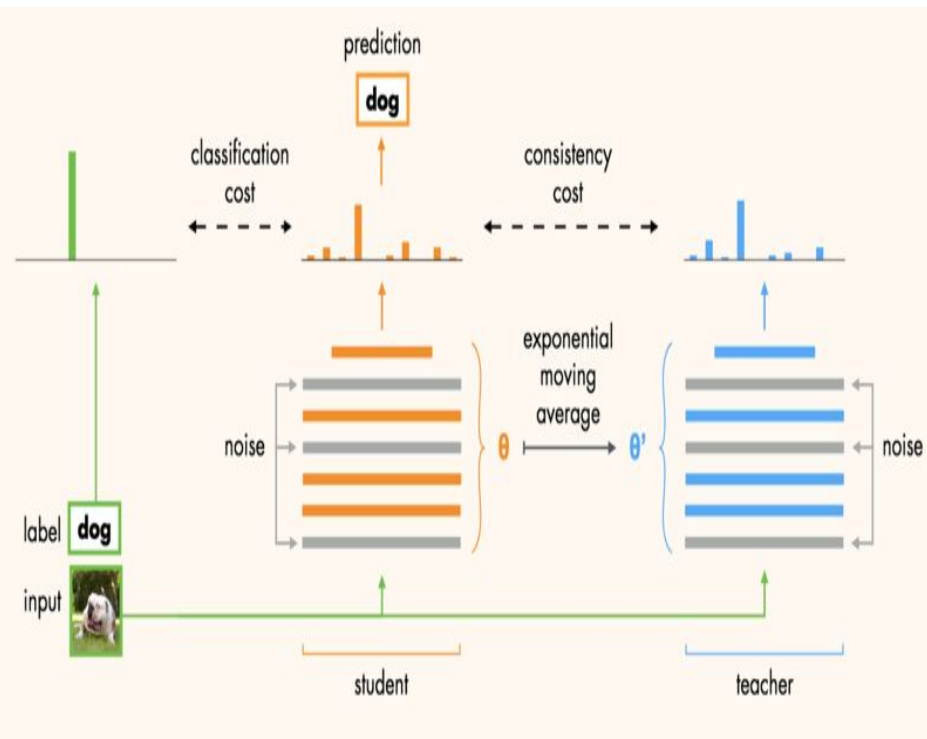 prediction
dog
classification
cost
consistency
cost
exponential
moving
average
noise
θ
θ'
noise
label
dog
input
student
teacher